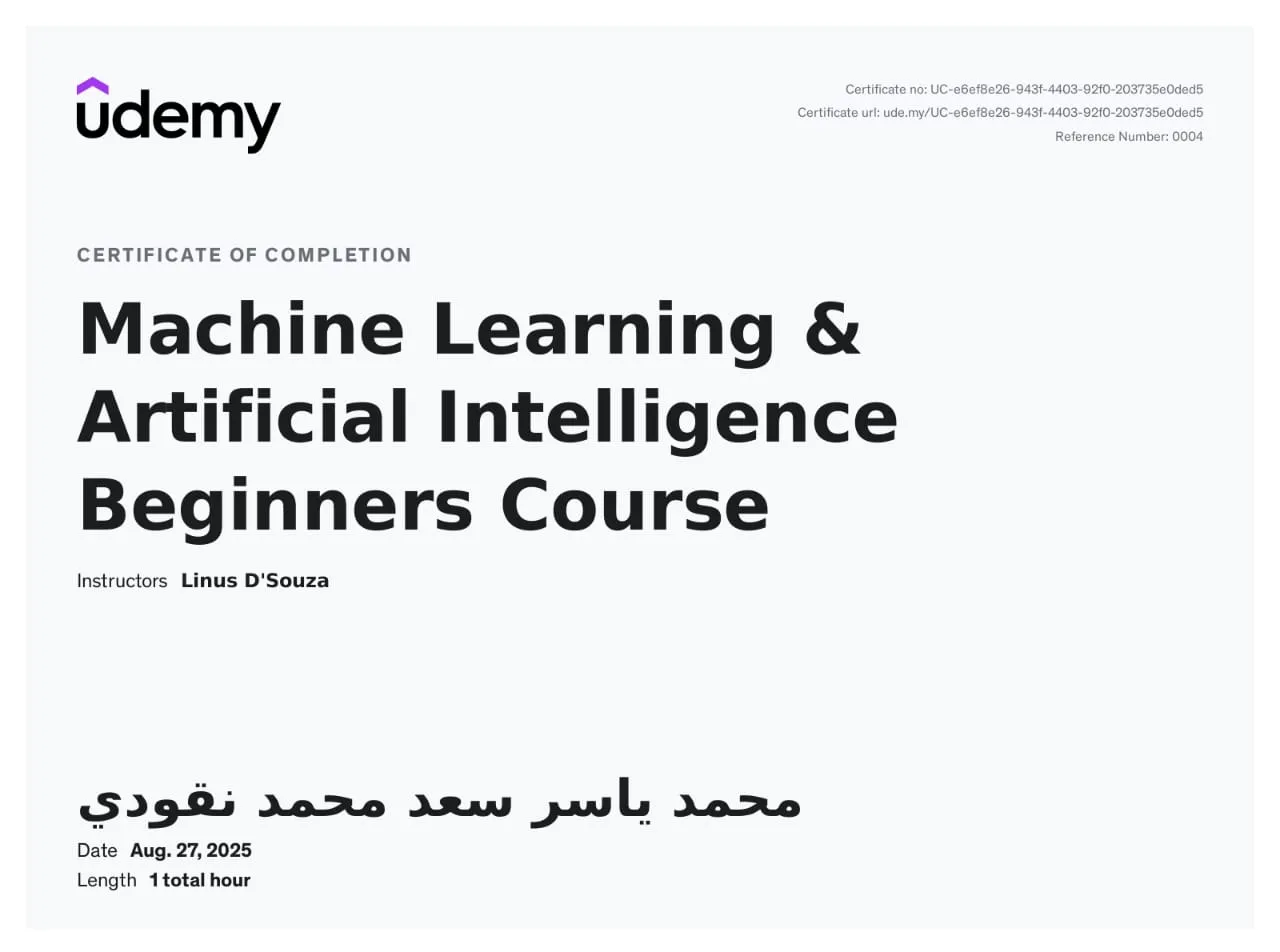 ûdemy
Certificate no: UC-e6ef8e26-943f-4403-92f0-203735e0ded5
Certificate url: ude.my/UC-e6ef8e26-943f-4403-92f0-203735e0ded5
Reference Number: 0004
CERTIFICATE OF COMPLETION
Machine Learning &
Artificial Intelligence
Beginners Course
Instructors Linus D'Souza
محمد ياسر سعد محمد نقودي
Date Aug. 27, 2025
Length 1 total hour